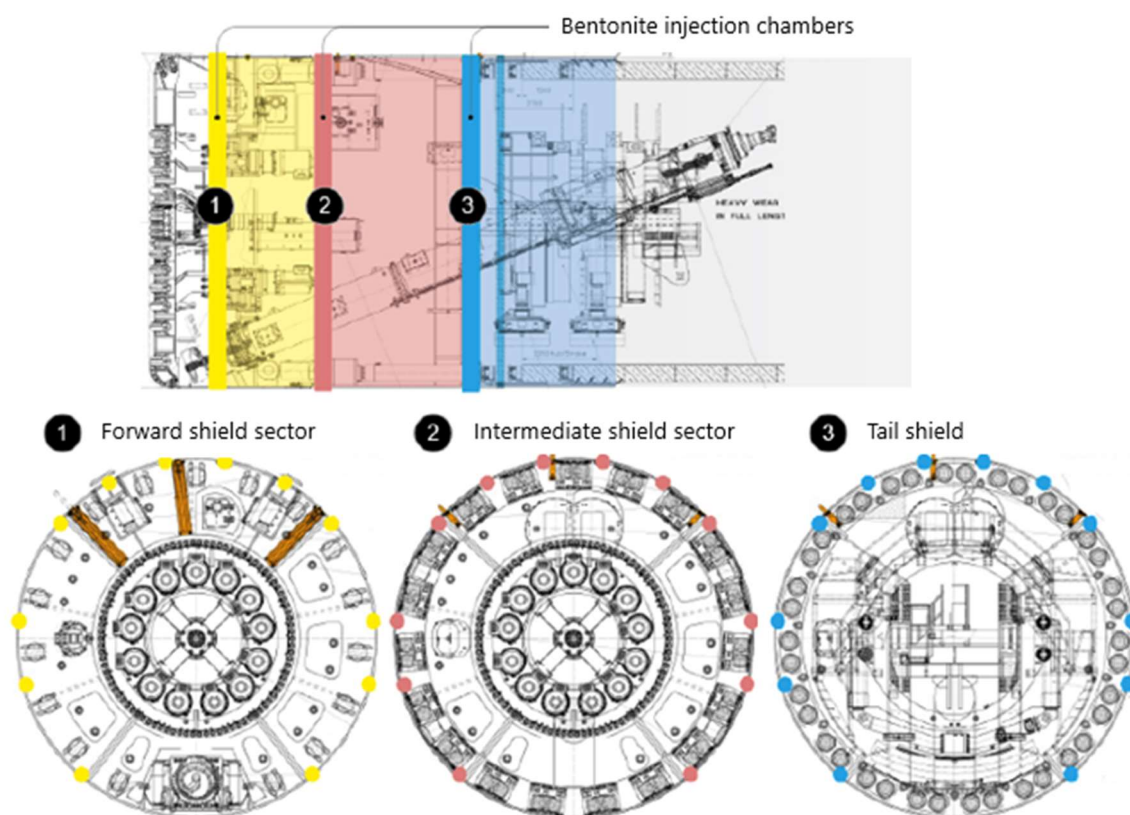 Bentonite injection chambers
1
2
3
HEAVY WEAR
IN FULL LENGT
1 Forward shield sector
2 Intermediate shield sector
3 Tail shield